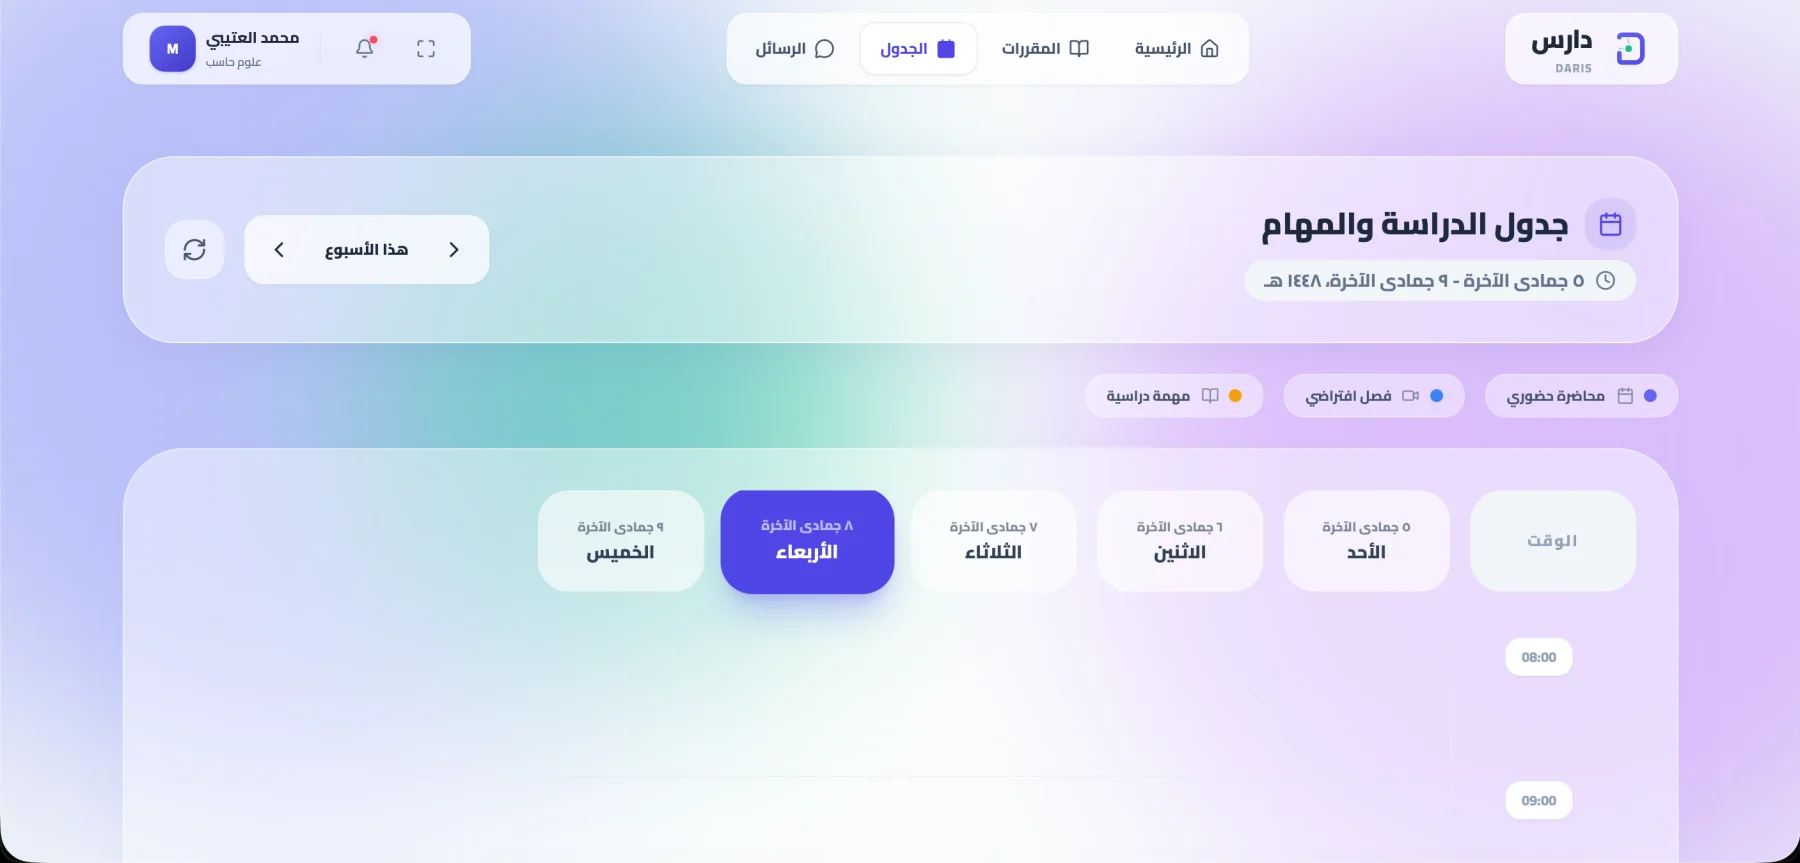 دارس
DARIS
الرئيسية
المقررات
الجدول
الرسائل
محمد العتيبي
علوم حاسب
M
جدول الدراسة والمهام
٥ جمادى الآخرة - ٩ جمادى الآخرة، ١٤٤٨ هـ
هذا الأسبوع
محاضرة حضوري
فصل افتراضي
مهمة دراسية
الوقت
٥ جمادى الآخرة
الأحد
٦ جمادى الآخرة
الاثنين
٧ جمادى الآخرة
الثلاثاء
٨ جمادى الآخرة
الأربعاء
٩ جمادى الآخرة
الخميس
08:00
09:00